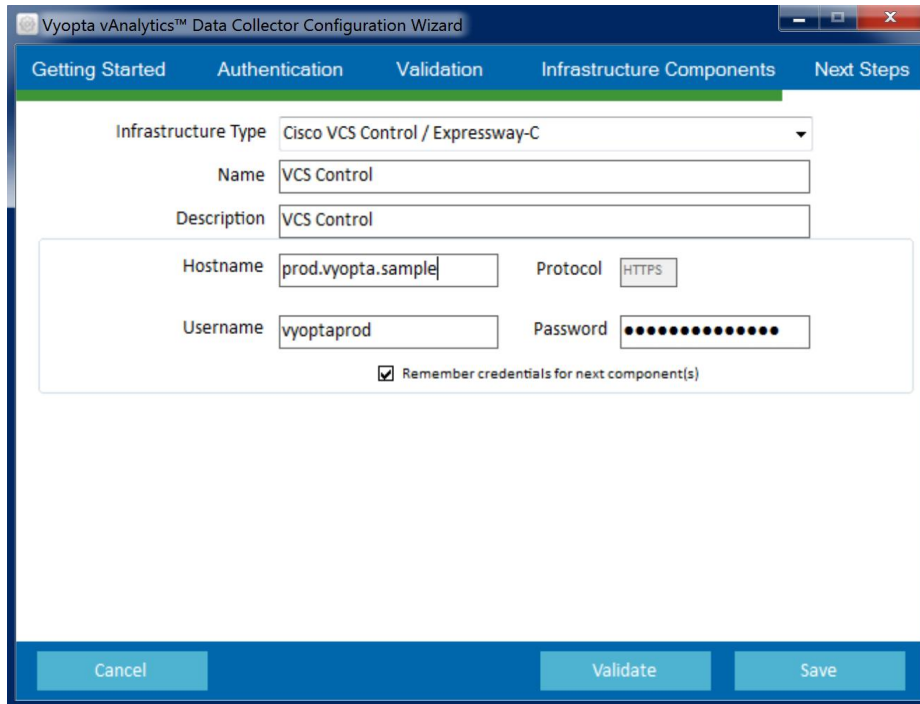 Vyopta vAnalytics™ Data Collector Configuration Wizard
Getting Started Authentication Validation Infrastructure Components Next Steps
Infrastructure Type Cisco VCS Control / Expressway-C
Name VCS Control
Description VCS Control
Hostname prod.vyopta.sample Protocol HTTPS
Username vyoptaprod Password ●●●●●●●●●●●●●●
Remember credentials for next component(s)
Cancel Validate Save